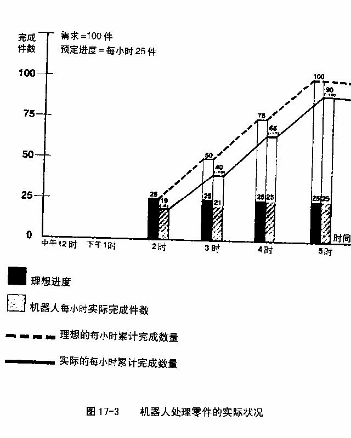 完成
件数
需求=100件
预定进度=每小时25件
100
75
50
25
0
25
19
50
40
25
21
75
65
25
25
100
90
25
25
中午12时
下午1时
2时
3时
4时
5时
时间
理想进度
机器人每小时实际完成件数
理想的每小时累计完成数量
实际的每小时累计完成数量
图17-3 机器人处理零件的实际状况